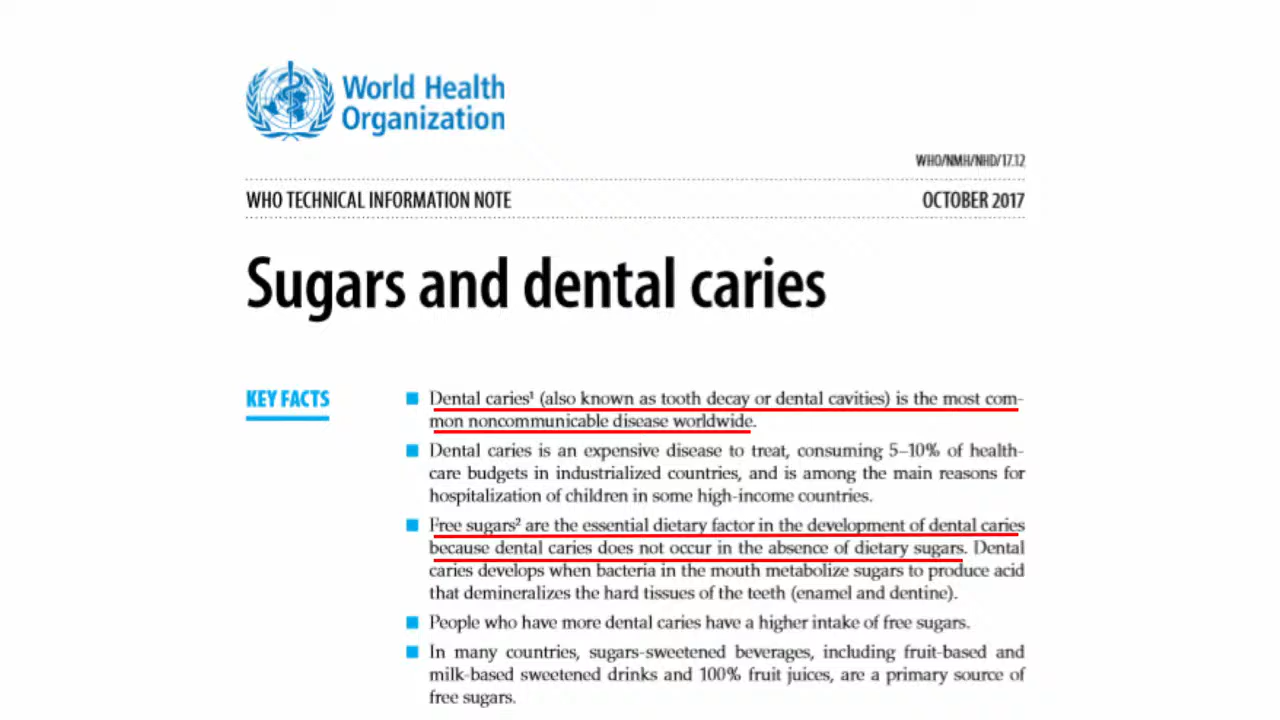 World Health
Organization
WHO/NMH/NHD/17.12
WHO TECHNICAL INFORMATION NOTE OCTOBER 2017
Sugars and dental caries
KEY FACTS ■ Dental caries¹ (also known as tooth decay or dental cavities) is the most com-
mon noncommunicable disease worldwide.
■ Dental caries is an expensive disease to treat, consuming 5–10% of health-
care budgets in industrialized countries, and is among the main reasons for
hospitalization of children in some high-income countries.
■ Free sugars² are the essential dietary factor in the development of dental caries
because dental caries does not occur in the absence of dietary sugars. Dental
caries develops when bacteria in the mouth metabolize sugars to produce acid
that demineralizes the hard tissues of the teeth (enamel and dentine).
■ People who have more dental caries have a higher intake of free sugars.
■ In many countries, sugars-sweetened beverages, including fruit-based and
milk-based sweetened drinks and 100% fruit juices, are a primary source of
free sugars.